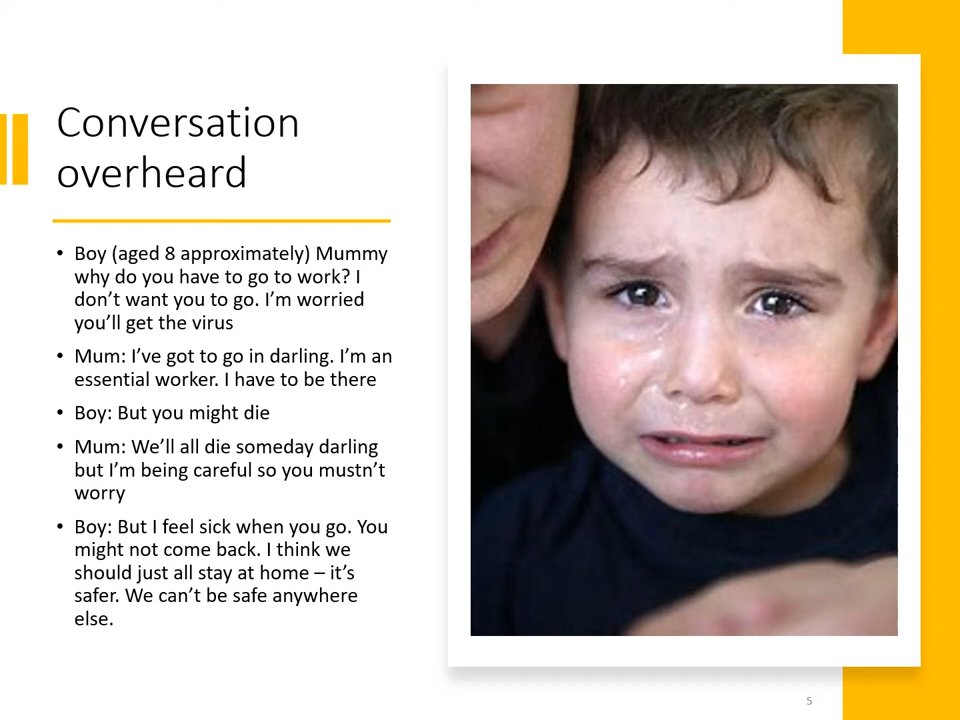 Conversation
overheard
• Boy (aged 8 approximately) Mummy
why do you have to go to work? I
don’t want you to go. I’m worried
you’ll get the virus
• Mum: I’ve got to go in darling. I’m an
essential worker. I have to be there
• Boy: But you might die
• Mum: We’ll all die someday darling
but I’m being careful so you mustn’t
worry
• Boy: But I feel sick when you go. You
might not come back. I think we
should just all stay at home – it’s
safer. We can’t be safe anywhere
else.
5